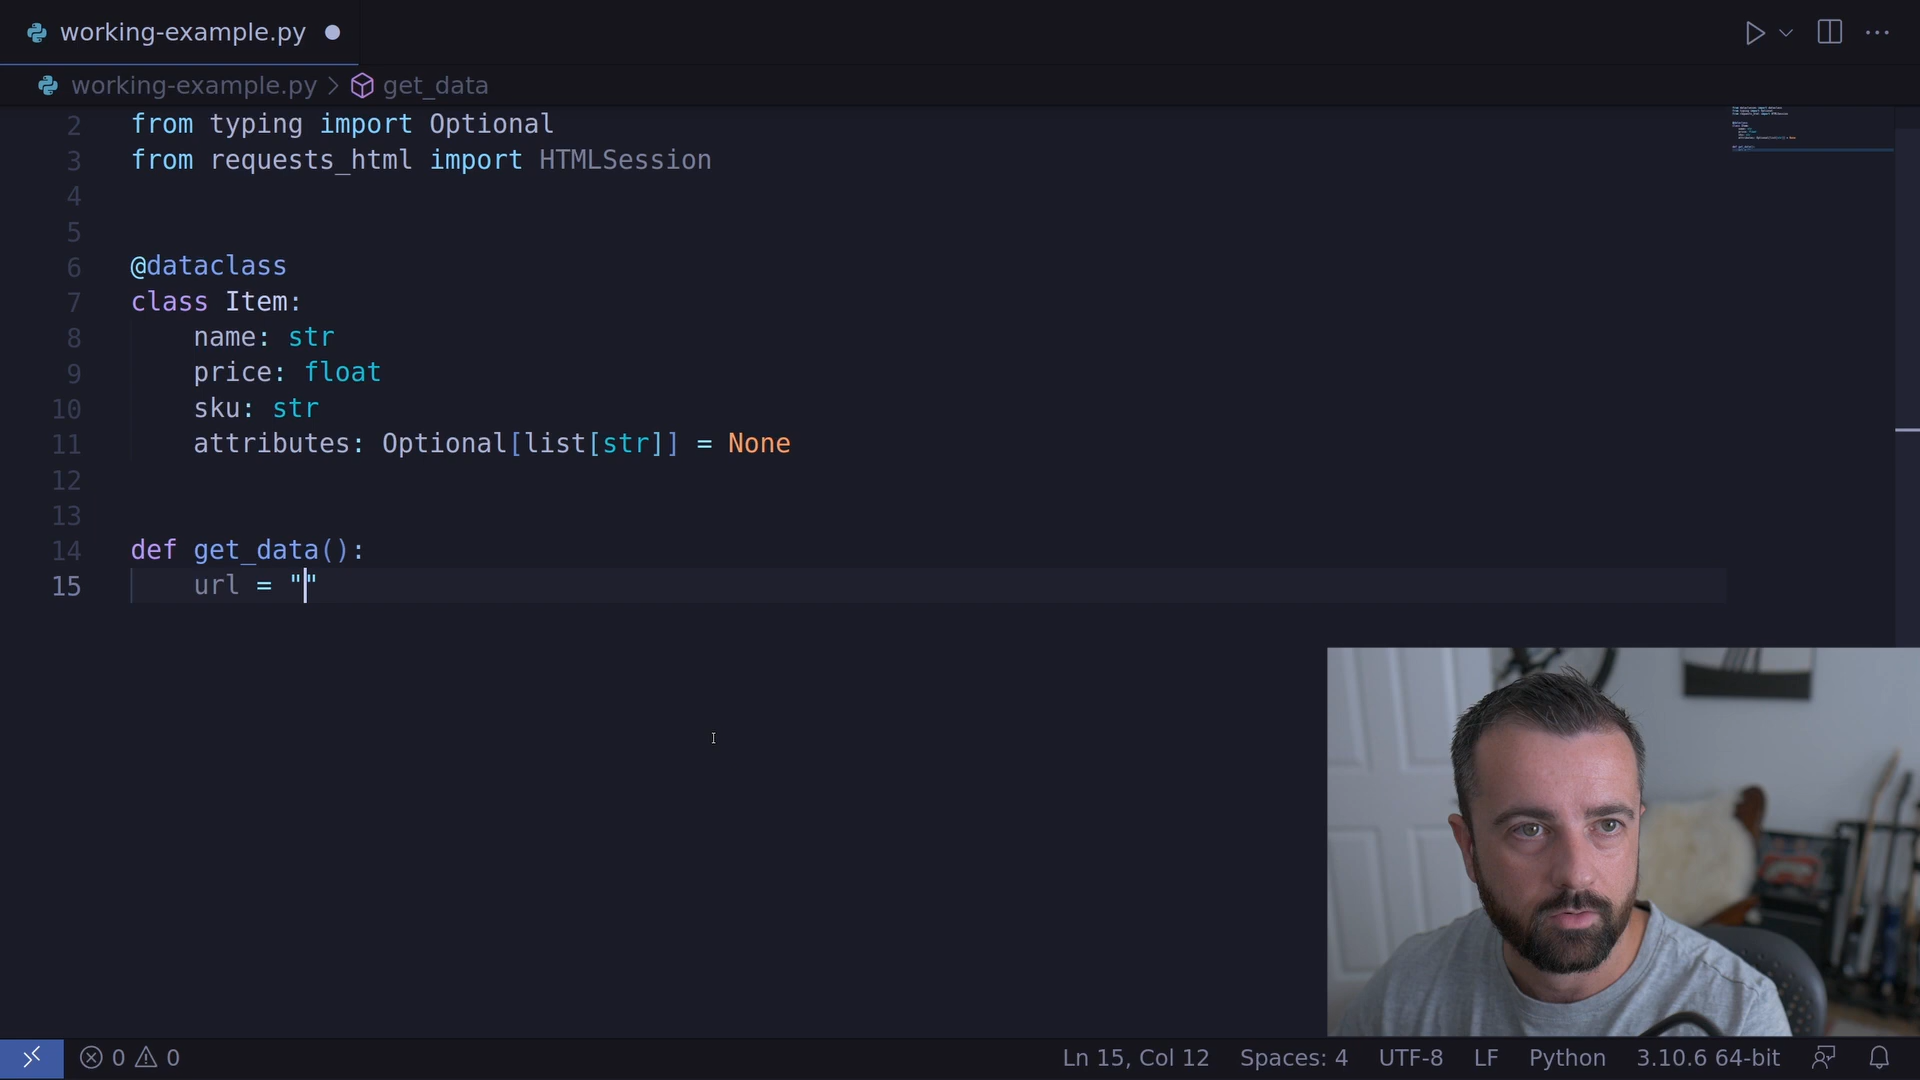 working-example.py
working-example.py > get_data
2 from typing import Optional
3 from requests_html import HTMLSession
4
5
6 @dataclass
7 class Item:
8     name: str
9     price: float
10     sku: str
11     attributes: Optional[list[str]] = None
12
13
14 def get_data():
15     url = ""
0 0 Ln 15, Col 12 Spaces: 4 UTF-8 LF Python 3.10.6 64-bit